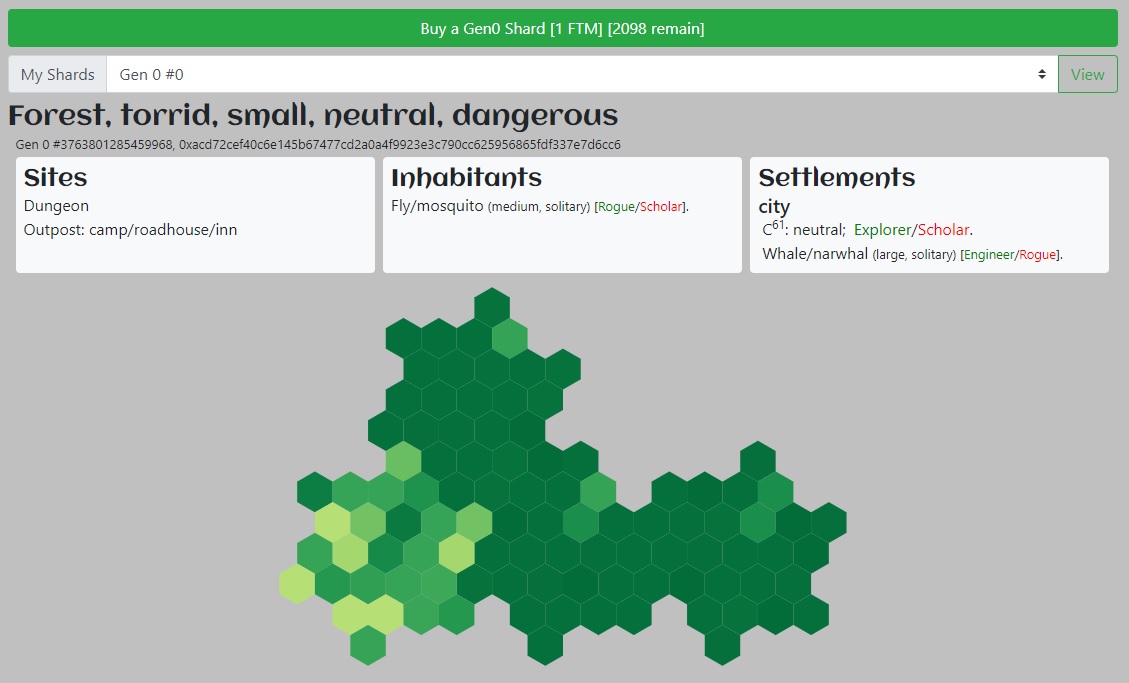 Buy a Gen0 Shard [1 FTM] [2098 remain]
My Shards Gen 0 #0 View
Forest, torrid, small, neutral, dangerous
Gen 0 #3763801285459968, 0xacd72cef40c6e145b67477cd2a0a4f9923e3c790cc625956865fdf337e7d6cc6
Sites
Dungeon
Outpost: camp/roadhouse/inn
Inhabitants
Fly/mosquito (medium, solitary) [Rogue/Scholar].
Settlements
city
C61: neutral; Explorer/Scholar.
Whale/narwhal (large, solitary) [Engineer/Rogue].